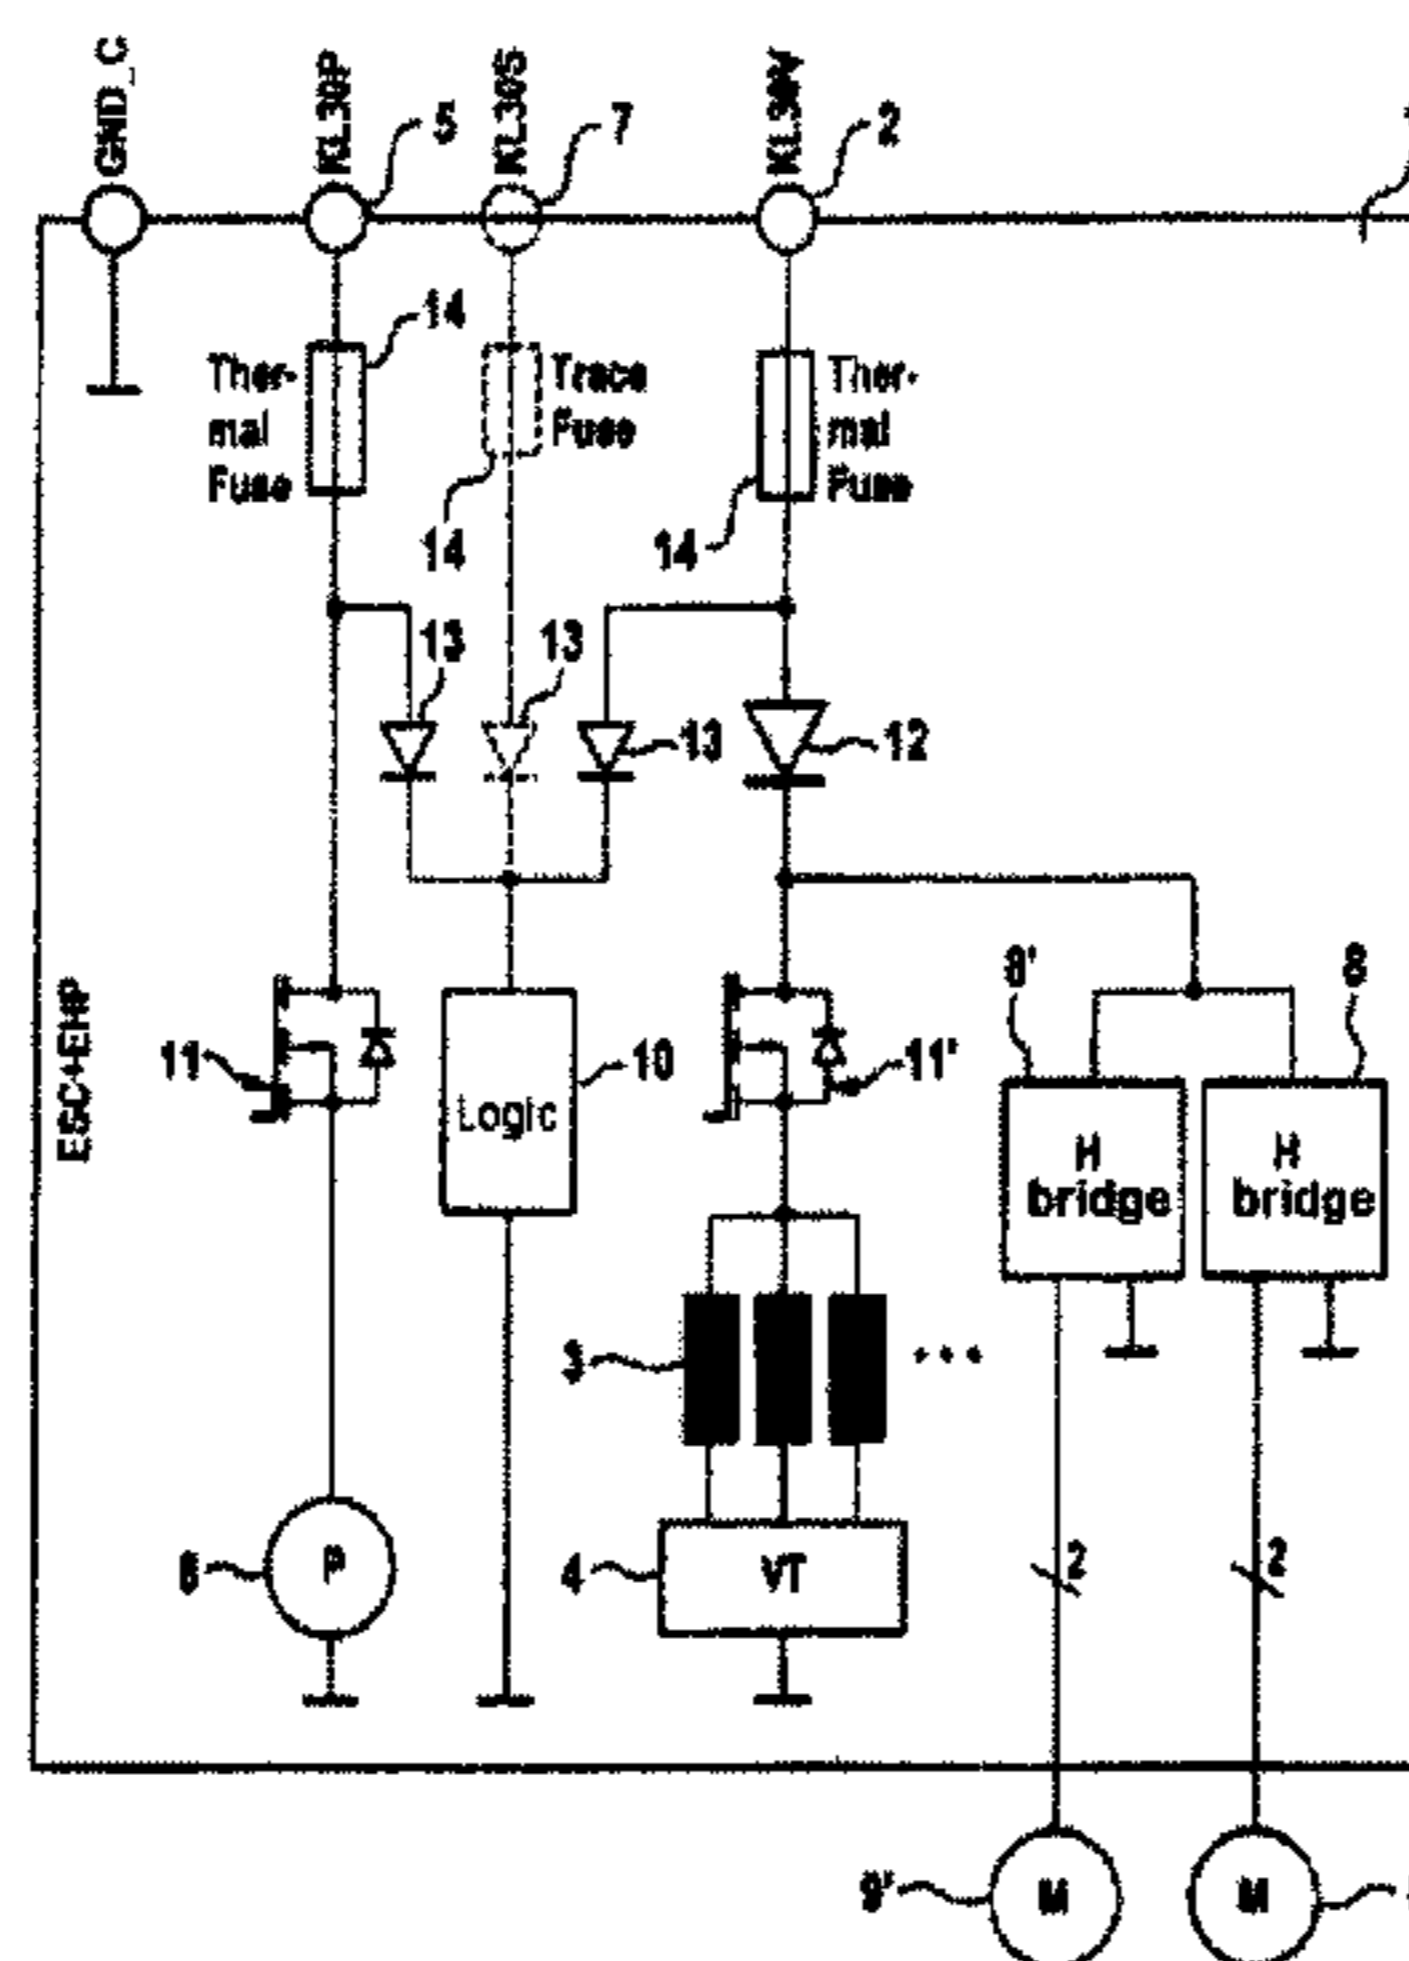 GND_C
KL30P
KL30S
KL30V
5
7
2
14
Ther-
mal
Fuse
Trace
Fuse
Ther-
mal
Fuse
14
14
13
13
13
12
ESC+EHP
11
Logic
10
11'
8'
8
H
bridge
H
bridge
3
...
6
P
4
VT
2
2
9'
M
M